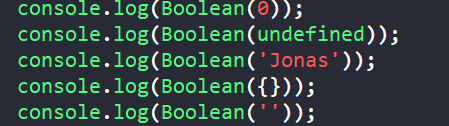 console.log(Boolean(0));
console.log(Boolean(undefined));
console.log(Boolean('Jonas'));
console.log(Boolean({}));
console.log(Boolean(''));